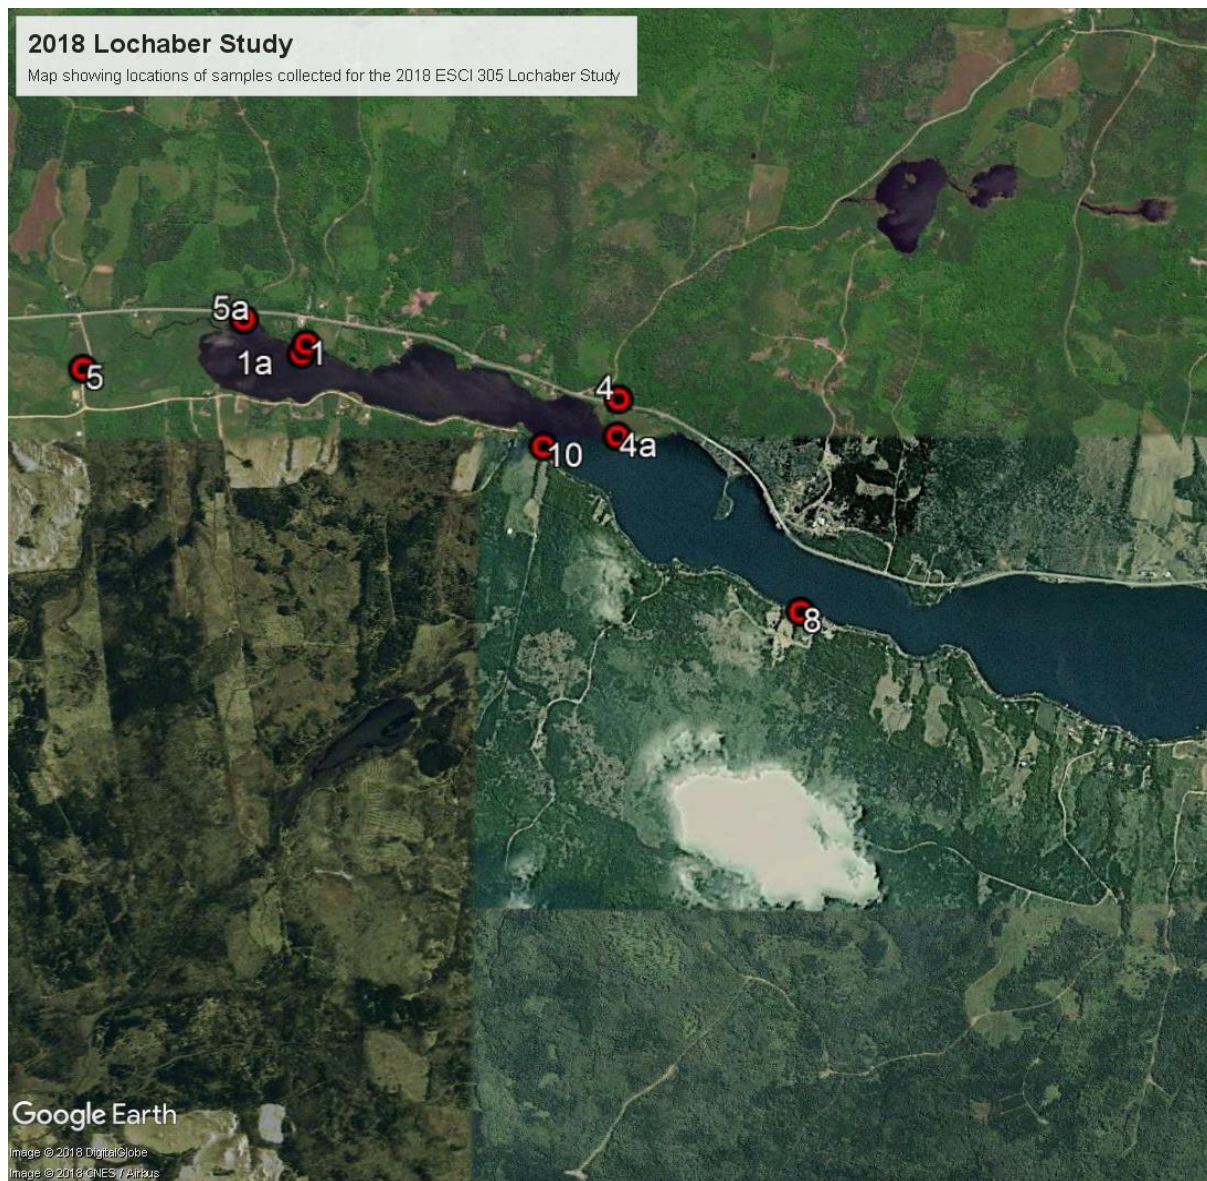 2018 Lochaber Study
Map showing locations of samples collected for the 2018 ESCI 305 Lochaber Study
5a
1
1a
5
4
4a
10
8
Google Earth
Image © 2018 DigitalGlobe
Image © 2018 CNES / Airbus